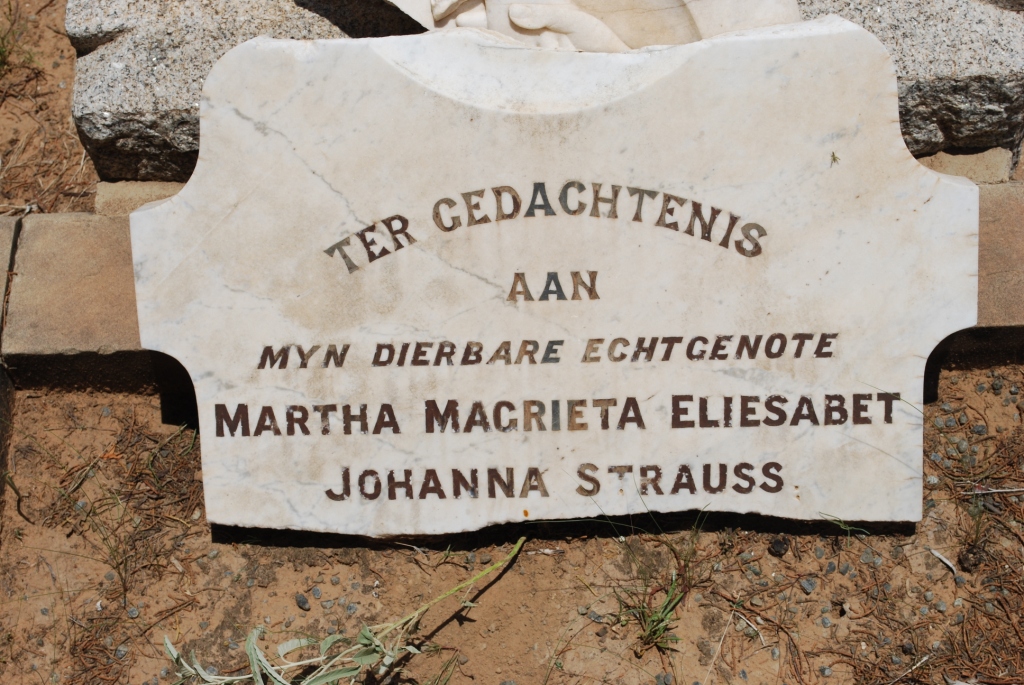 TER GEDACHTENIS
AAN
MYN DIERBARE ECHTGENOTE
MARTHA MAGRIETA ELIESABET
JOHANNA STRAUSS.